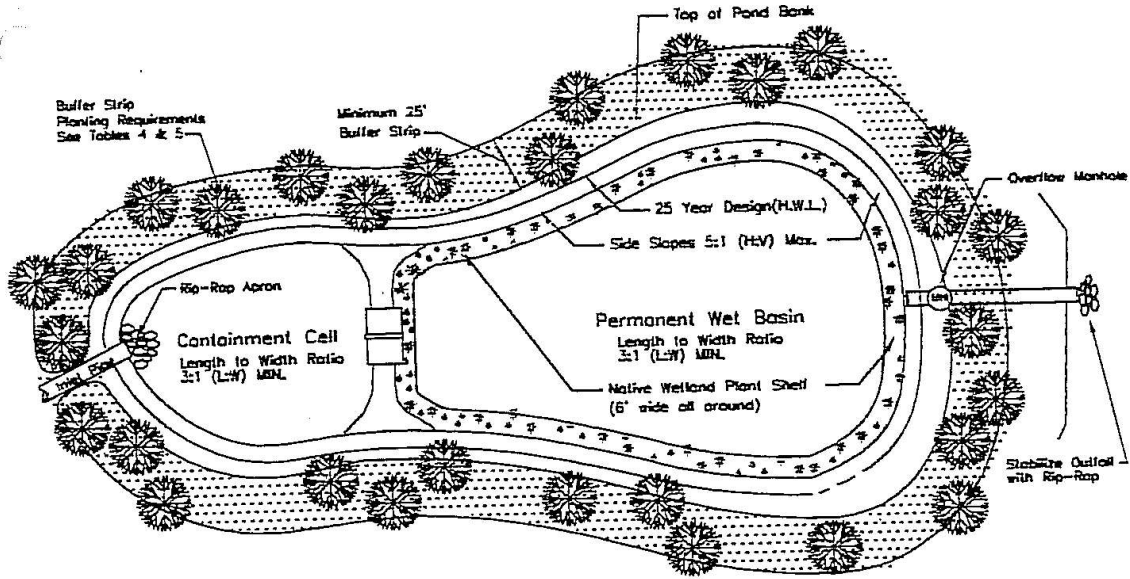 Top of Pond Bank
Buffer Strip
Planting Requirements
See Tables 4 & 5
Minimum 25'
Buffer Strip
Overflow Manhole
25 Year Design(H.W.L.)
Side Slopes 5:1 (H:V) Max.
Rip-Rap Apron
Containment Cell
Length to Width Ratio
3:1 (L:W) MIN.
Permanent Wet Basin
Length to Width Ratio
3:1 (L:W) MIN.
Inlet Pipe
Native Wetland Plant Shelf
(6' wide all around)
Stabilize Outfall
with Rip-Rap